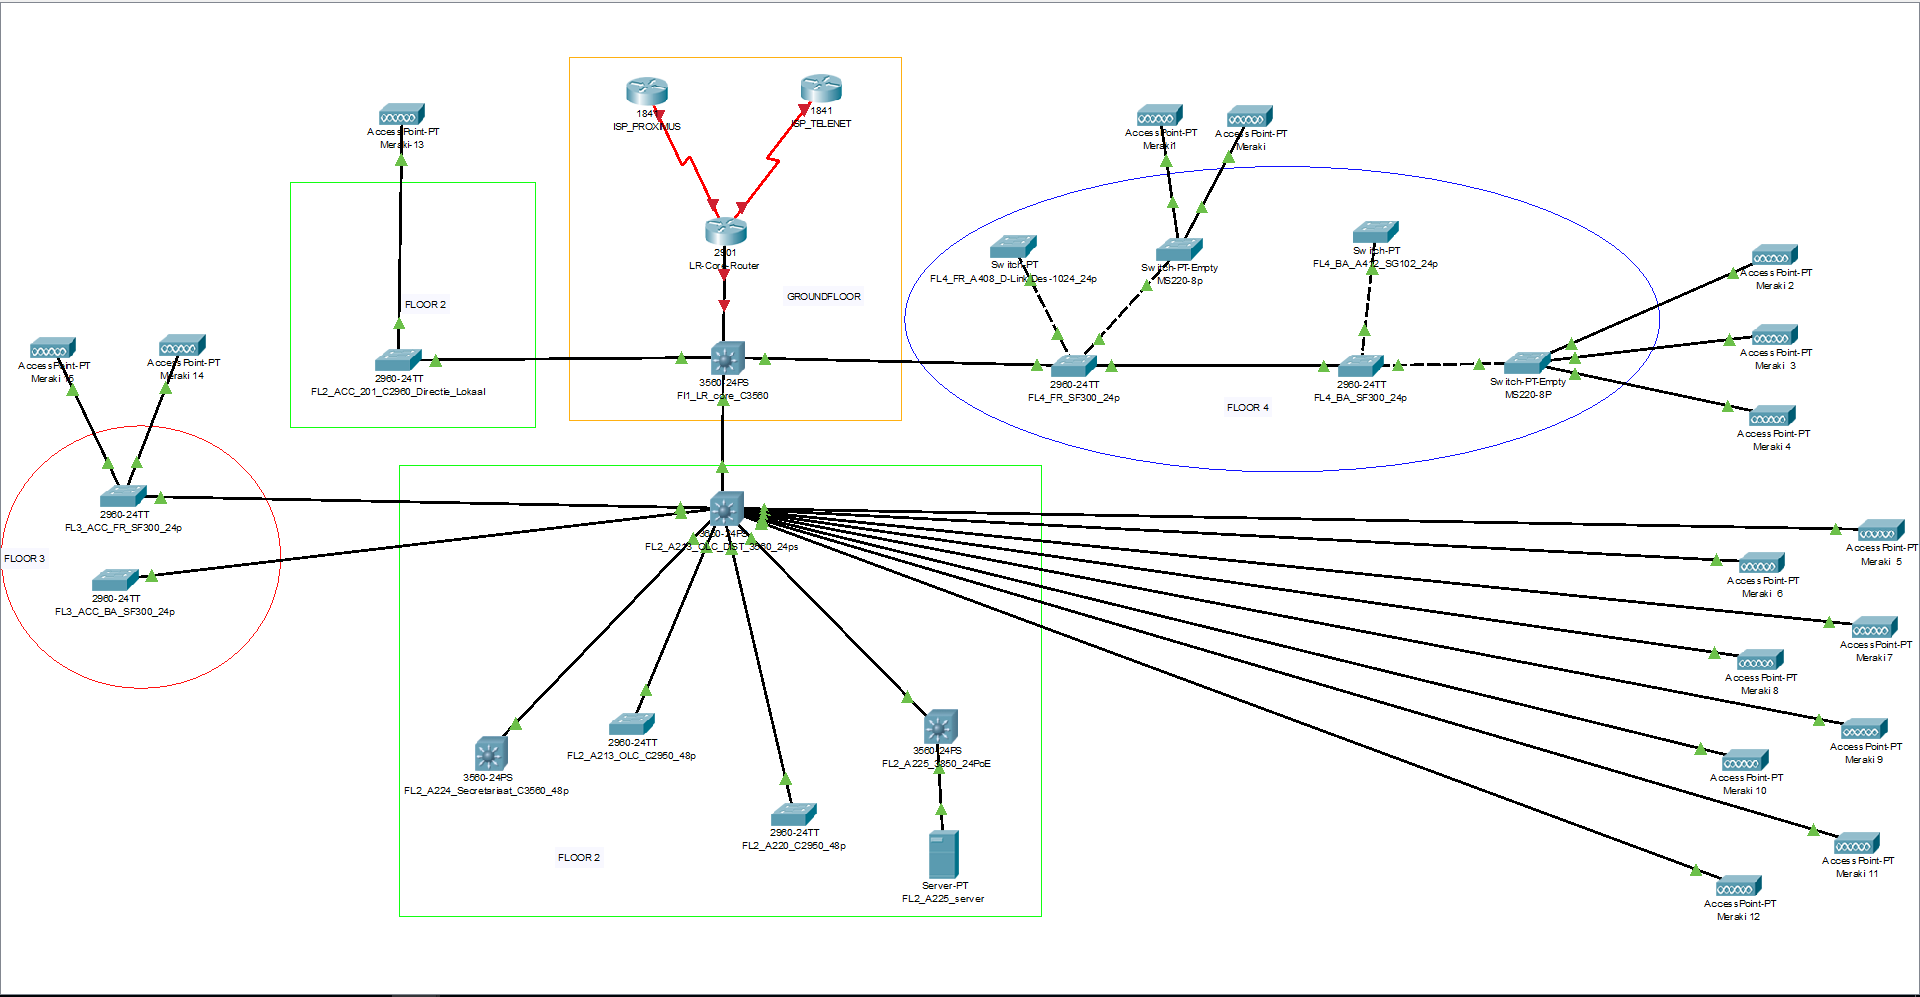 1841
ISP_PROXIMUS
1841
ISP_TELENET
AccessPoint-PT
Meraki-13
AccessPoint-PT
Meraki1
AccessPoint-PT
Meraki
2901
LR-Core-Router
GROUNDFLOOR
FLOOR 2
Switch-PT
FL4_FR_A408_D-Link Des-1024_24p
Switch-PT-Empty
MS220-8p
Switch-PT
FL4_BA_A412_SG102_24p
AccessPoint-PT
Meraki 2
AccessPoint-PT
Meraki 3
AccessPoint-PT
Meraki 4
AccessPoint-PT
Meraki 15
AccessPoint-PT
Meraki 14
2960-24TT
FL2_ACC_201_C2960_Directie_Lokaal
3560-24PS
Fl1_LR_core_C3560
2960-24TT
FL4_FR_SF300_24p
2960-24TT
FL4_BA_SF300_24p
Switch-PT-Empty
MS220-8P
FLOOR 4
2960-24TT
FL3_ACC_FR_SF300_24p
FLOOR 3
2960-24TT
FL3_ACC_BA_SF300_24p
3560-24PS
FL2_A213_OLC_DIST_3560_24ps
AccessPoint-PT
Meraki 5
AccessPoint-PT
Meraki 6
AccessPoint-PT
Meraki 7
AccessPoint-PT
Meraki 8
AccessPoint-PT
Meraki 9
AccessPoint-PT
Meraki 10
AccessPoint-PT
Meraki 11
AccessPoint-PT
Meraki 12
3560-24PS
FL2_A224_Secretariaat_C3560_48p
2960-24TT
FL2_A213_OLC_C2950_48p
2960-24TT
FL2_A220_C2950_48p
3560-24PS
FL2_A225_3850_24PoE
Server-PT
FL2_A225_server
FLOOR 2